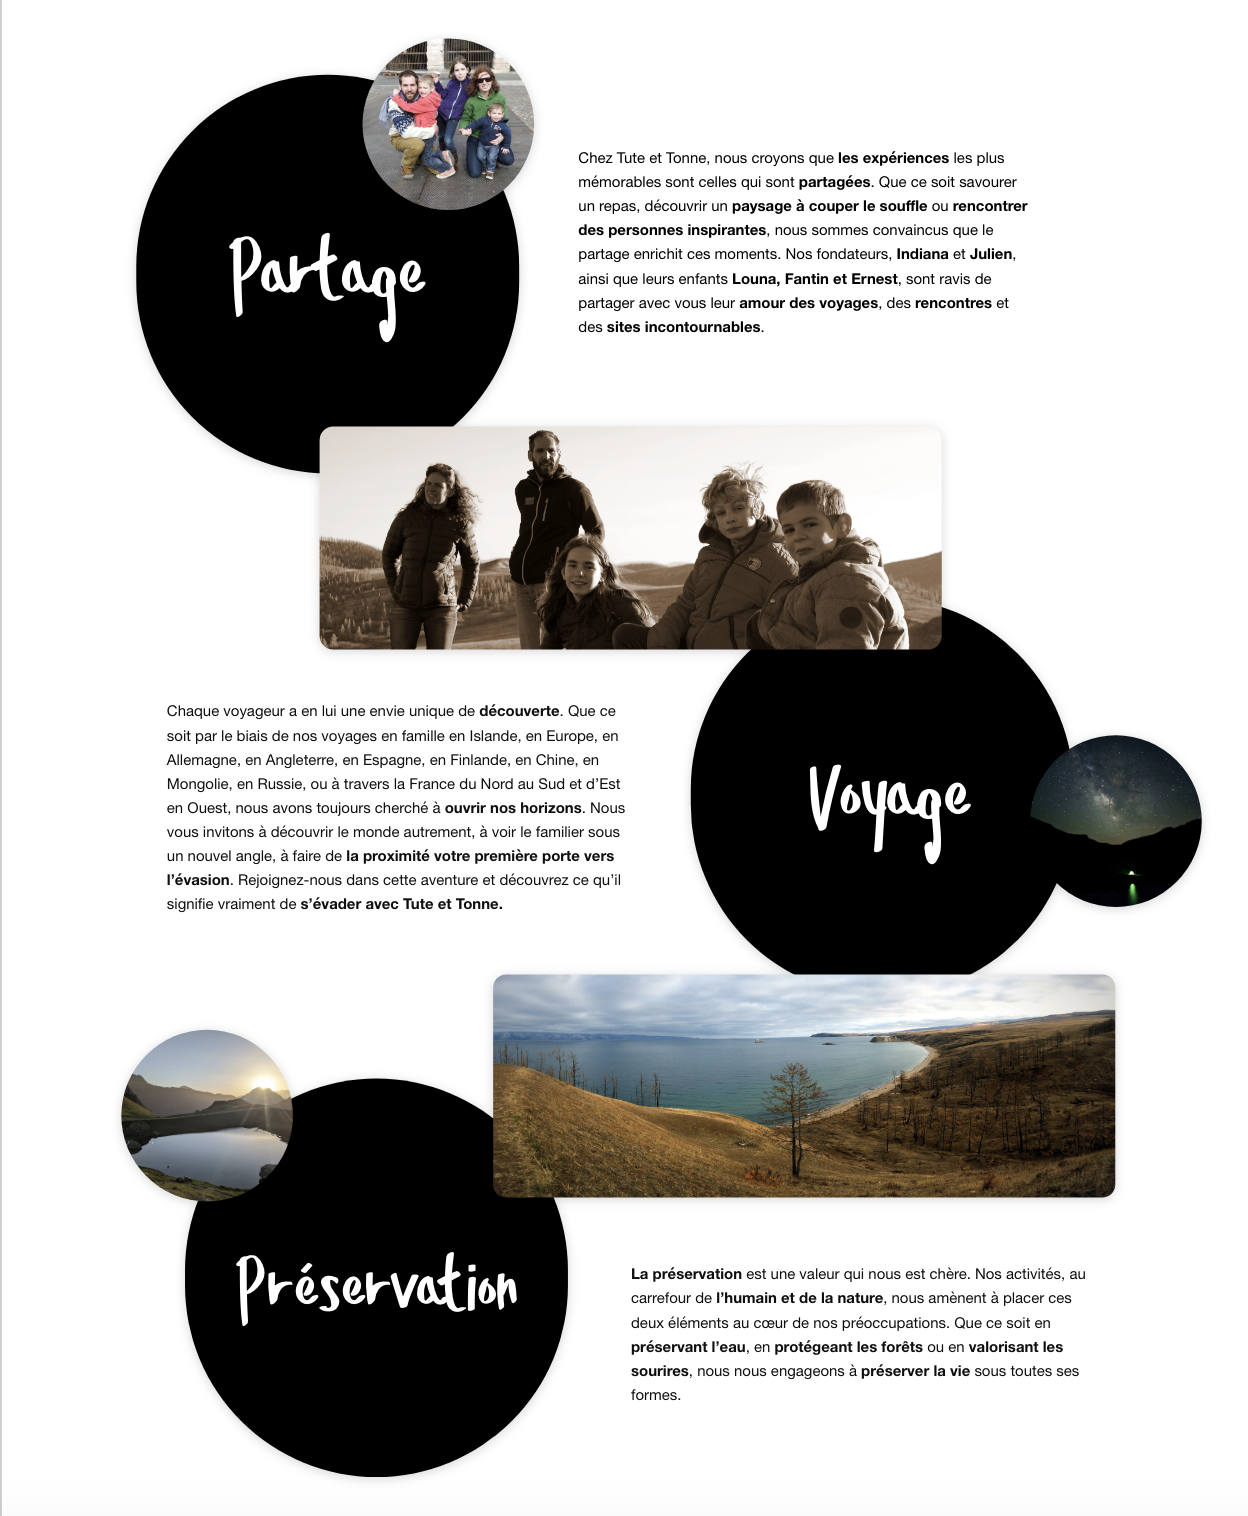 Partage
Chez Tute et Tonne, nous croyons que les expériences les plus
mémorables sont celles qui sont partagées. Que ce soit savourer
un repas, découvrir un paysage à couper le souffle ou rencontrer
des personnes inspirantes, nous sommes convaincus que le
partage enrichit ces moments. Nos fondateurs, Indiana et Julien,
ainsi que leurs enfants Louna, Fantin et Ernest, sont ravis de
partager avec vous leur amour des voyages, des rencontres et
des sites incontournables.
Chaque voyageur a en lui une envie unique de découverte. Que ce
soit par le biais de nos voyages en famille en Islande, en Europe, en
Allemagne, en Angleterre, en Espagne, en Finlande, en Chine, en
Mongolie, en Russie, ou à travers la France du Nord au Sud et d’Est
en Ouest, nous avons toujours cherché à ouvrir nos horizons. Nous
vous invitons à découvrir le monde autrement, à voir le familier sous
un nouvel angle, à faire de la proximité votre première porte vers
l’évasion. Rejoignez-nous dans cette aventure et découvrez ce qu’il
signifie vraiment de s’évader avec Tute et Tonne.
Voyage
Préservation
La préservation est une valeur qui nous est chère. Nos activités, au
carrefour de l’humain et de la nature, nous amènent à placer ces
deux éléments au cœur de nos préoccupations. Que ce soit en
préservant l’eau, en protégeant les forêts ou en valorisant les
sourires, nous nous engageons à préserver la vie sous toutes ses
formes.